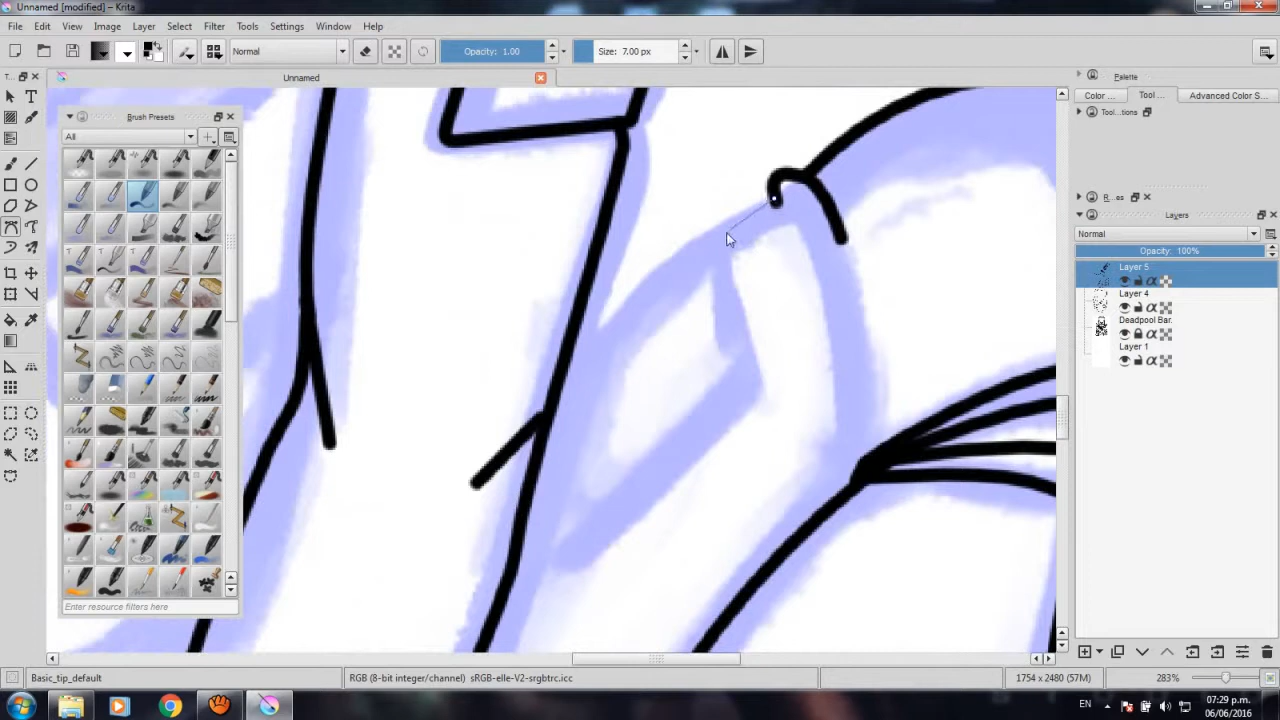 Unnamed [modified] – Krita
File Edit View Image Layer Select Filter Tools Settings Window Help
Normal Opacity: 1.00 Size: 7.00 px
Unnamed
T...
Brush Presets
All
Enter resource filters here
Palette
Color ... Tool ... Advanced Color S...
Tool...tions
R...es
Layers
Normal
Opacity: 100%
Layer 5
Layer 4
Deadpool Bar.
Layer 1
Basic_tip_default RGB (8-bit integer/channel) sRGB-elle-V2-srgbtrc.icc 1754 x 2480 (57M) 283%
EN 07:29 p.m.
06/06/2016